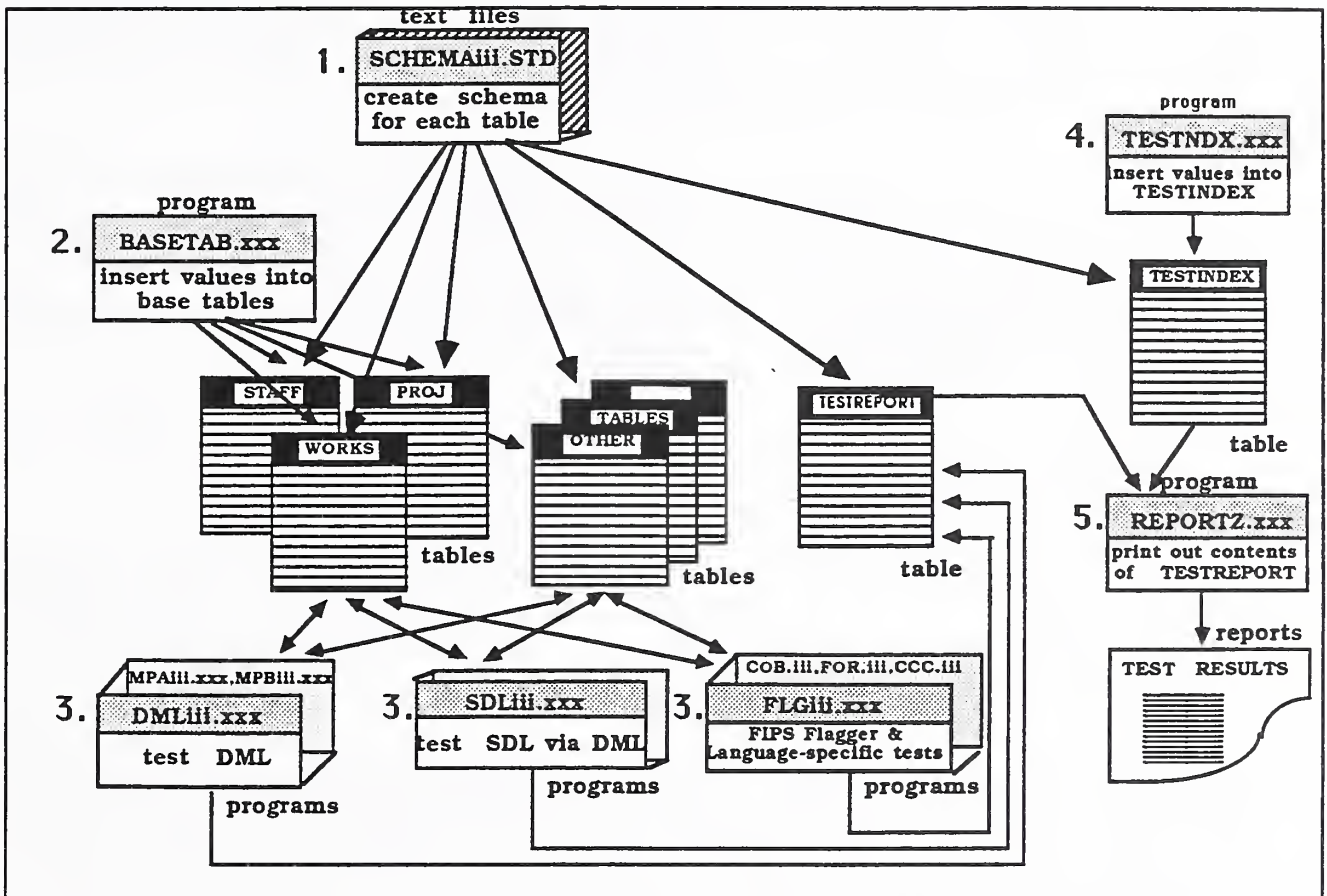 text files
1.
SCHEMAiii.STD
create schema
for each table
program
4.
TESTNDX.xxx
insert values into
TESTINDEX
program
2.
BASETAB.xxx
insert values into
base tables
TESTINDEX
table
STAFF
PROJ
WORKS
tables
TABLES
OTHER
tables
TESTREPORT
table
program
5.
REPORTZ.xxx
print out contents
of TESTREPORT
reports
TEST RESULTS
MPAiii.xxx,MPBiii.xxx
3.
DMLiii.xxx
test DML
programs
3.
SDLiii.xxx
test SDL via DML
programs
COB.iii,FOR.iii,CCC.iii
3.
FLGiii.xxx
FIPS Flagger &
Language-specific tests
programs